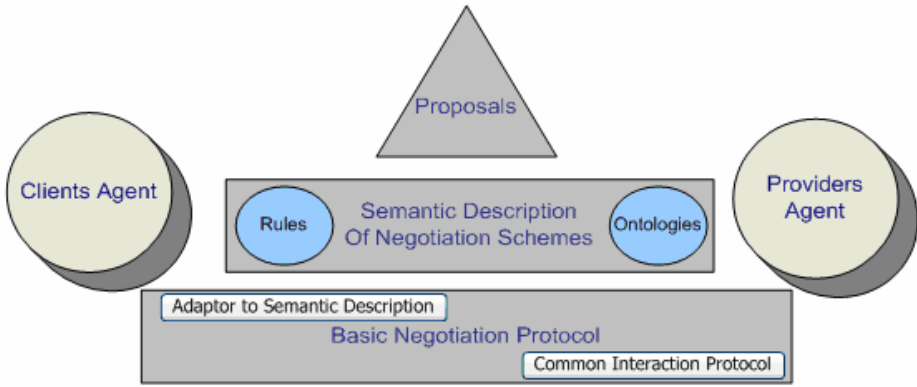 Proposals
Clients Agent
Providers
Agent
Rules
Semantic Description
Of Negotiation Schemes
Ontologies
Adaptor to Semantic Description
Basic Negotiation Protocol
Common Interaction Protocol